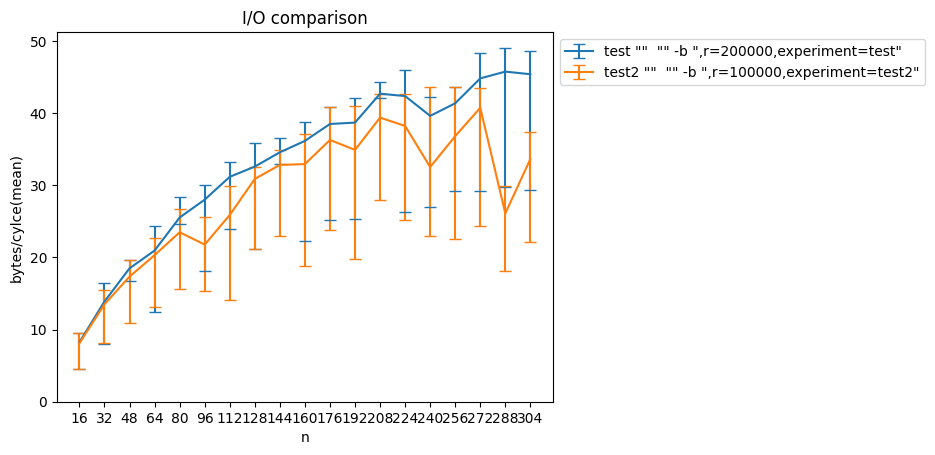 I/O comparison
50
40
30
20
10
0
bytes/cylce(mean)
16 32 48 64 80 96 112 128 144 160 176 192 208 224 240 256 272 288 304
n
test ""  "" -b ",r=200000,experiment=test"
test2 ""  "" -b ",r=100000,experiment=test2"